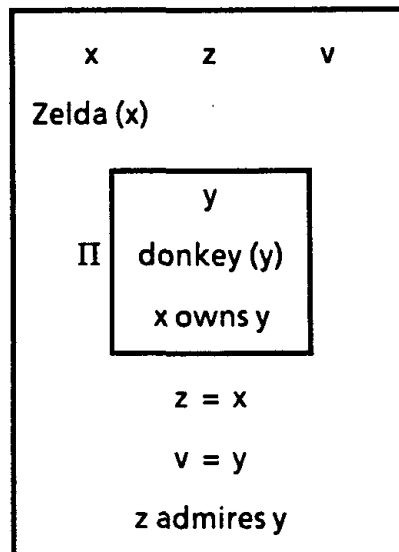 x z v
Zelda (x)
y
Π donkey (y)
x owns y
z = x
v = y
z admires y